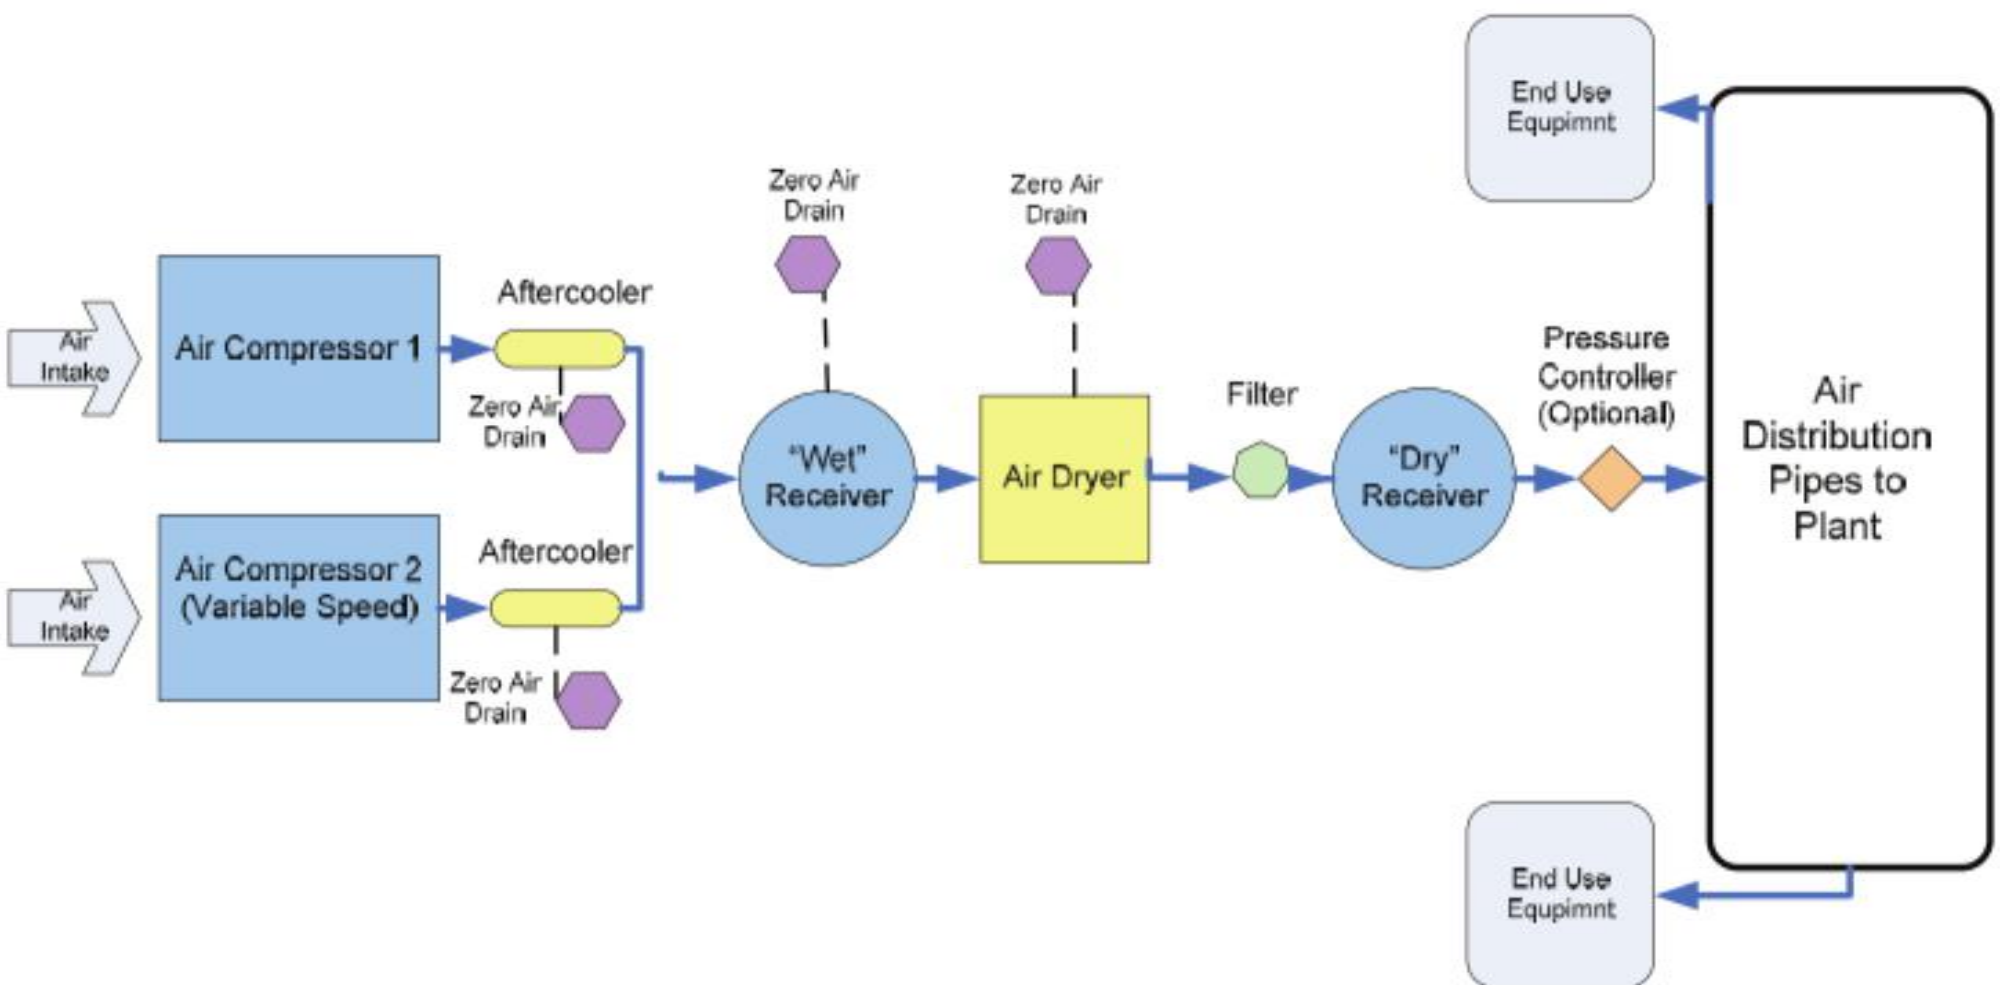 End Use
Equpimnt
Zero Air
Drain
Zero Air
Drain
Aftercooler
Air
Intake
Air Compressor 1
Zero Air
Drain
Pressure
Controller
(Optional)
Filter
Air
Distribution
Pipes to
Plant
"Wet"
Receiver
Air Dryer
"Dry"
Receiver
Aftercooler
Air
Intake
Air Compressor 2
(Variable Speed)
Zero Air
Drain
End Use
Equpimnt